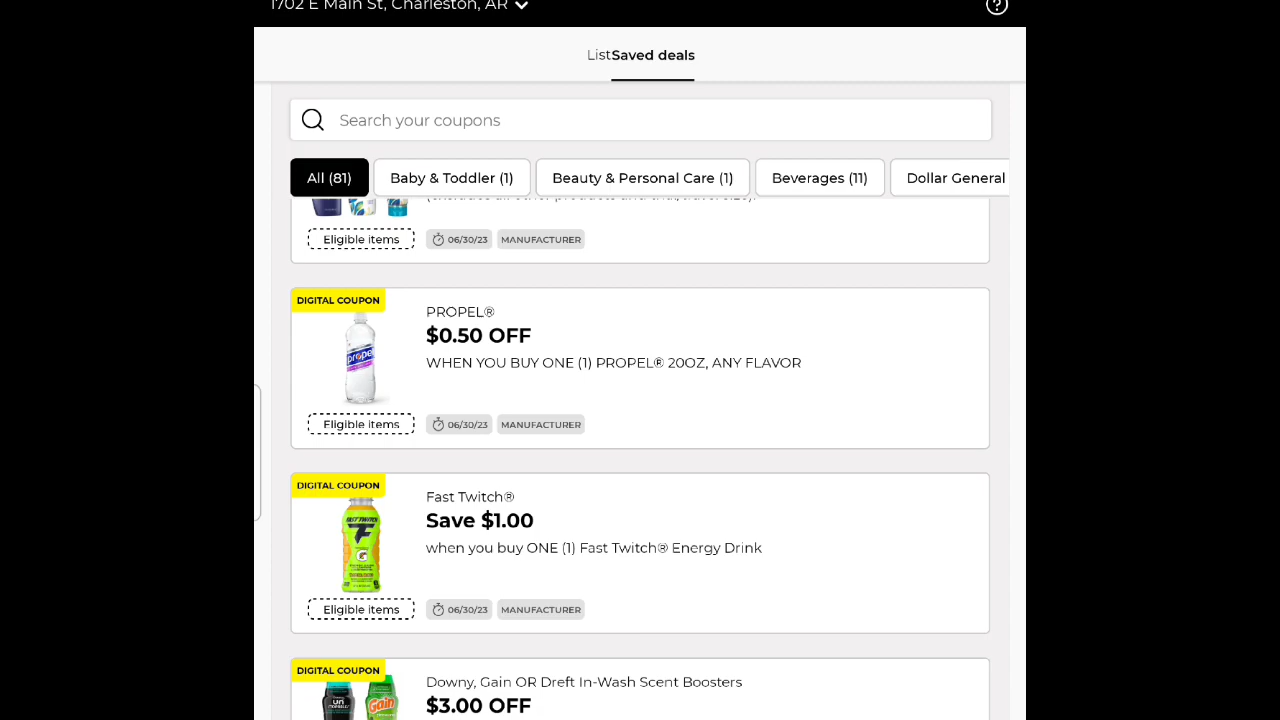 1702 E Main St, Charleston, AR
List Saved deals
Search your coupons
All (81) Baby & Toddler (1) Beauty & Personal Care (1) Beverages (11) Dollar General
Eligible items 06/30/23 MANUFACTURER
DIGITAL COUPON
PROPEL®
$0.50 OFF
propel
WHEN YOU BUY ONE (1) PROPEL® 20OZ, ANY FLAVOR
Eligible items 06/30/23 MANUFACTURER
DIGITAL COUPON
Fast Twitch®
Save $1.00
FAST TWITCH
when you buy ONE (1) Fast Twitch® Energy Drink
Eligible items 06/30/23 MANUFACTURER
DIGITAL COUPON
Downy, Gain OR Dreft In-Wash Scent Boosters
$3.00 OFF
Gain